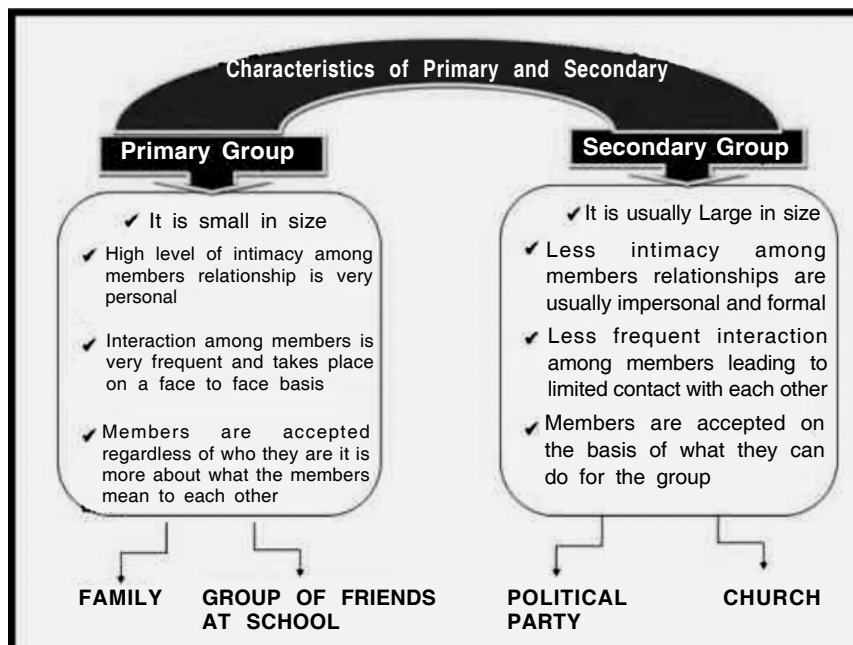 Characteristics of Primary and Secondary
Primary Group
✔ It is small in size
✔ High level of intimacy among
members relationship is very
personal
✔ Interaction among members is
very frequent and takes place
on a face to face basis
✔ Members are accepted
regardless of who they are it is
more about what the members
mean to each other
FAMILY
GROUP OF FRIENDS
AT SCHOOL
Secondary Group
✔ It is usually Large in size
✔ Less intimacy among
members relationships are
usually impersonal and formal
✔ Less frequent interaction
among members leading to
limited contact with each other
✔ Members are accepted on
the basis of what they can
do for the group
POLITICAL
PARTY
CHURCH